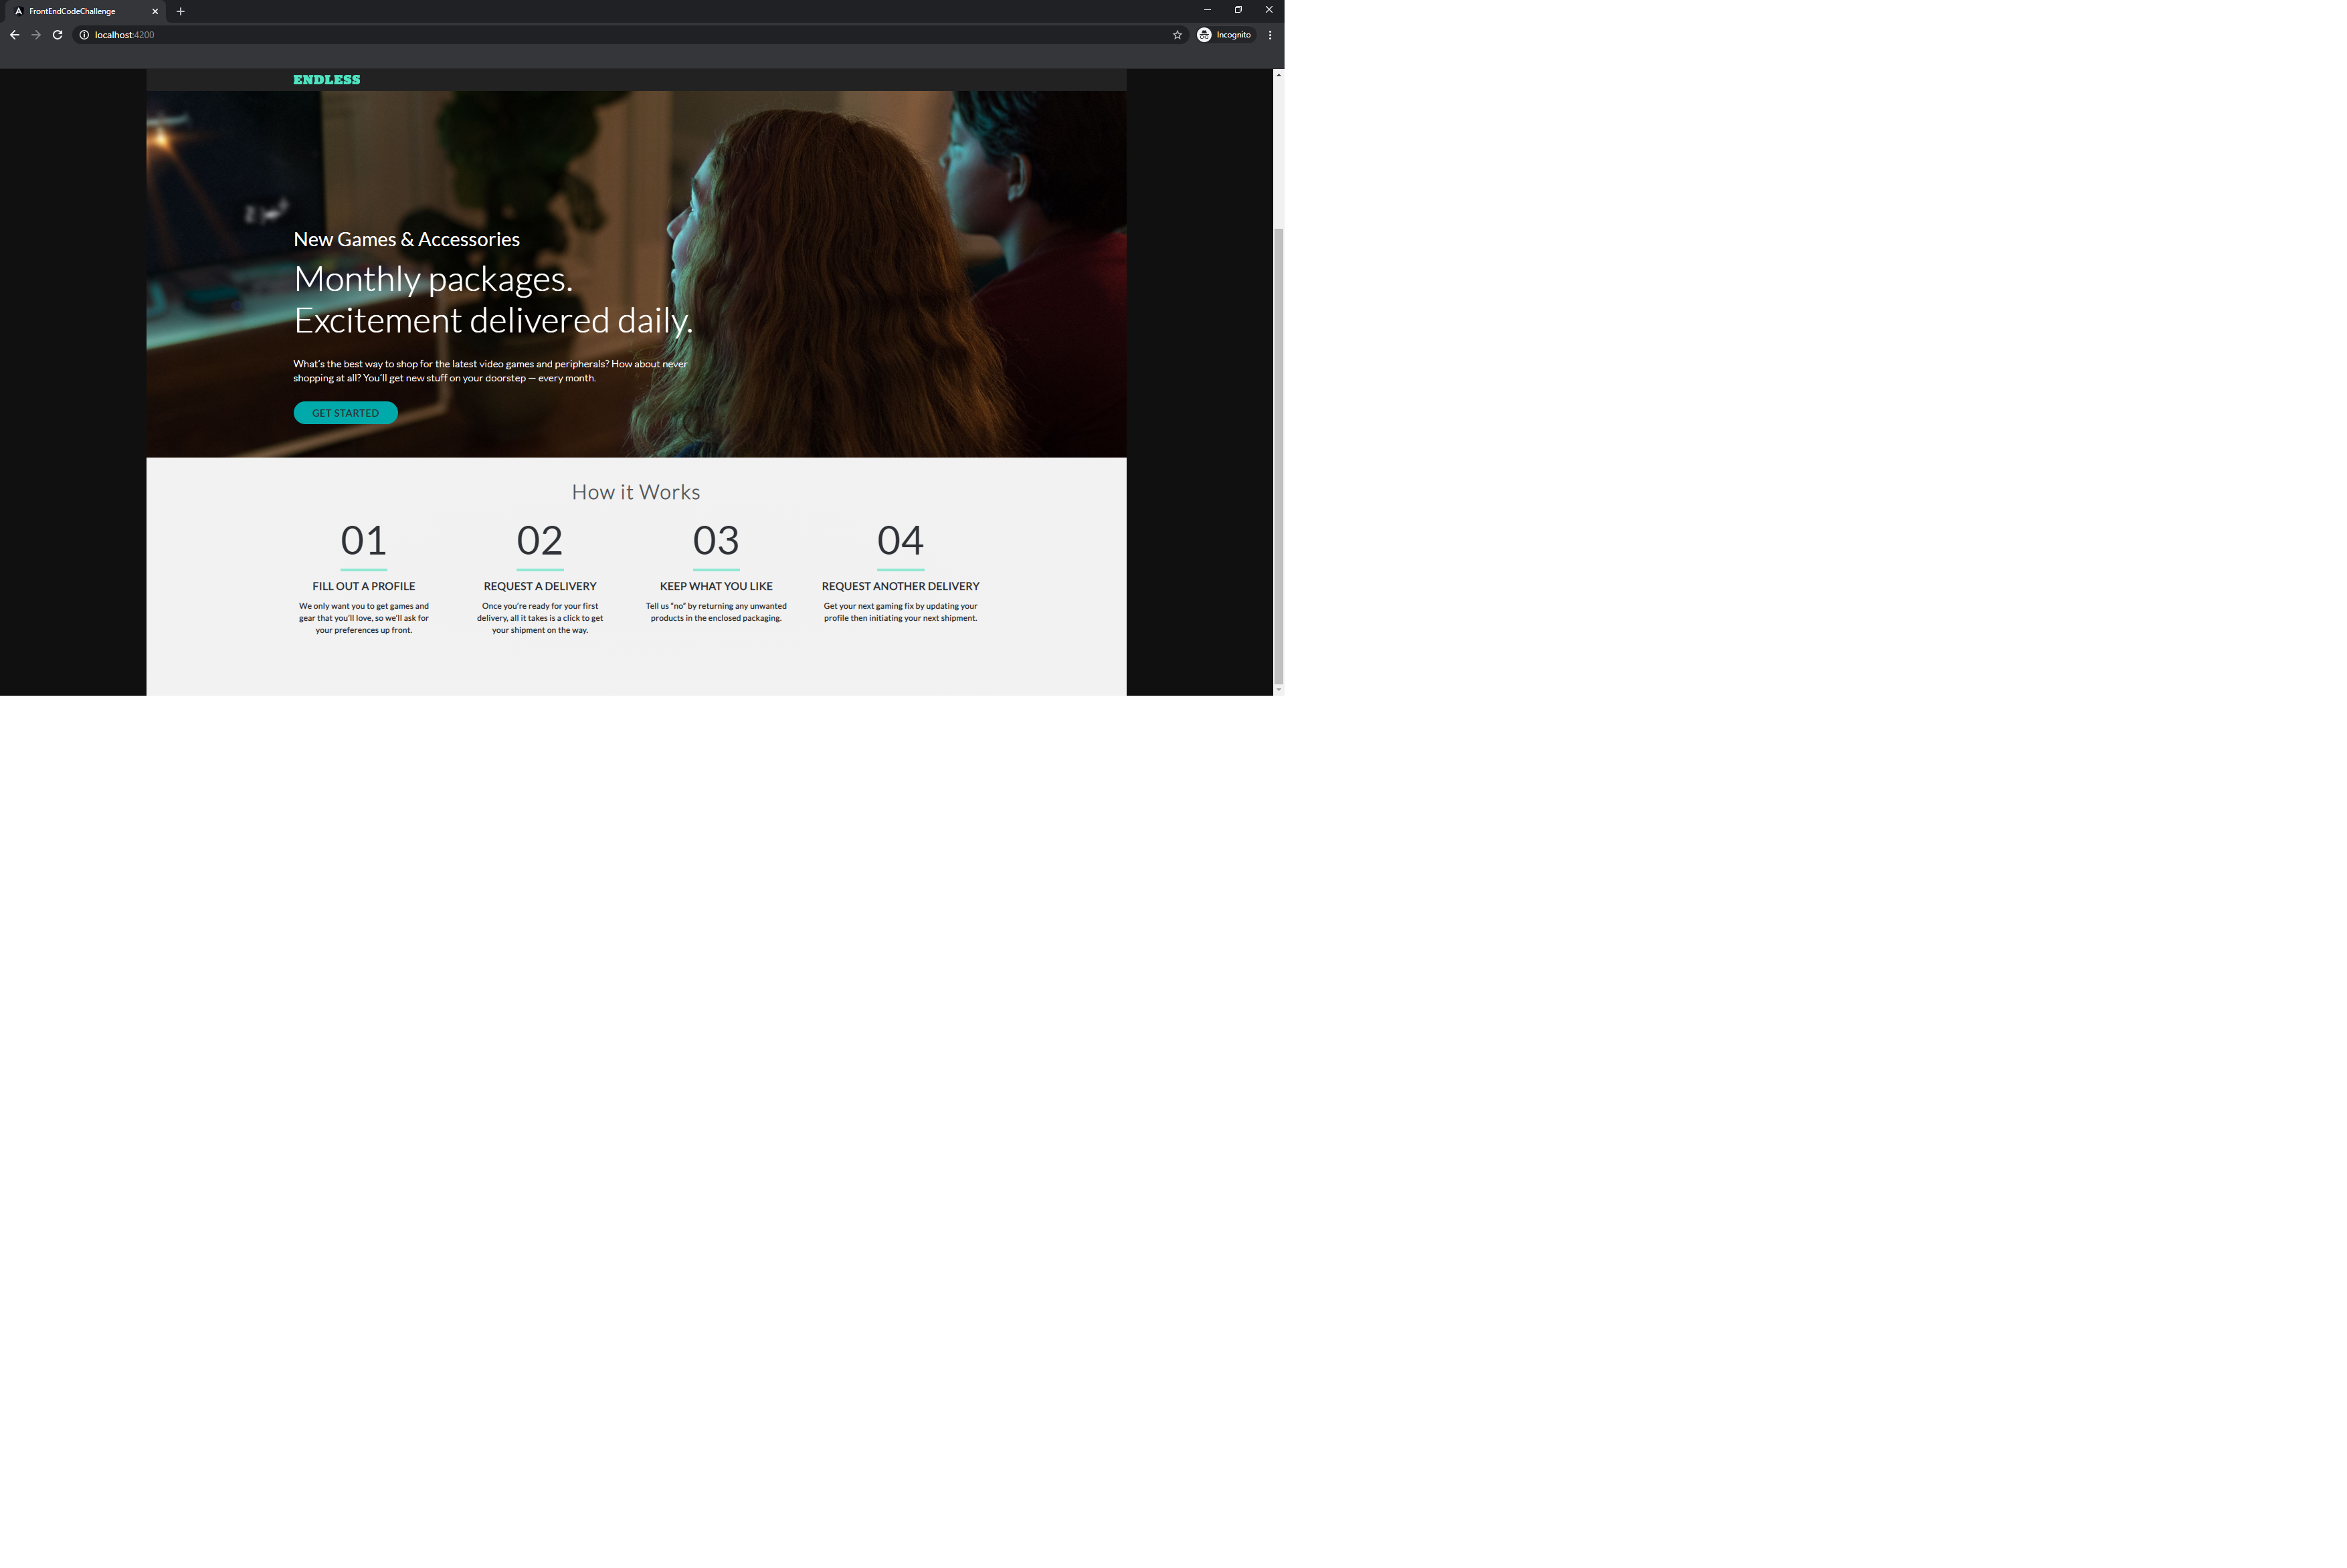 FrontEndCodeChallenge
localhost:4200
Incognito
ENDLESS
New Games & Accessories
Monthly packages.
Excitement delivered daily.
What's the best way to shop for the latest video games and peripherals? How about never
shopping at all? You'll get new stuff on your doorstep — every month.
GET STARTED
How it Works
01
FILL OUT A PROFILE
We only want you to get games and
gear that you'll love, so we'll ask for
your preferences up front.
02
REQUEST A DELIVERY
Once you're ready for your first
delivery, all it takes is a click to get
your shipment on the way.
03
KEEP WHAT YOU LIKE
Tell us “no” by returning any unwanted
products in the enclosed packaging.
04
REQUEST ANOTHER DELIVERY
Get your next gaming fix by updating your
profile then initiating your next shipment.